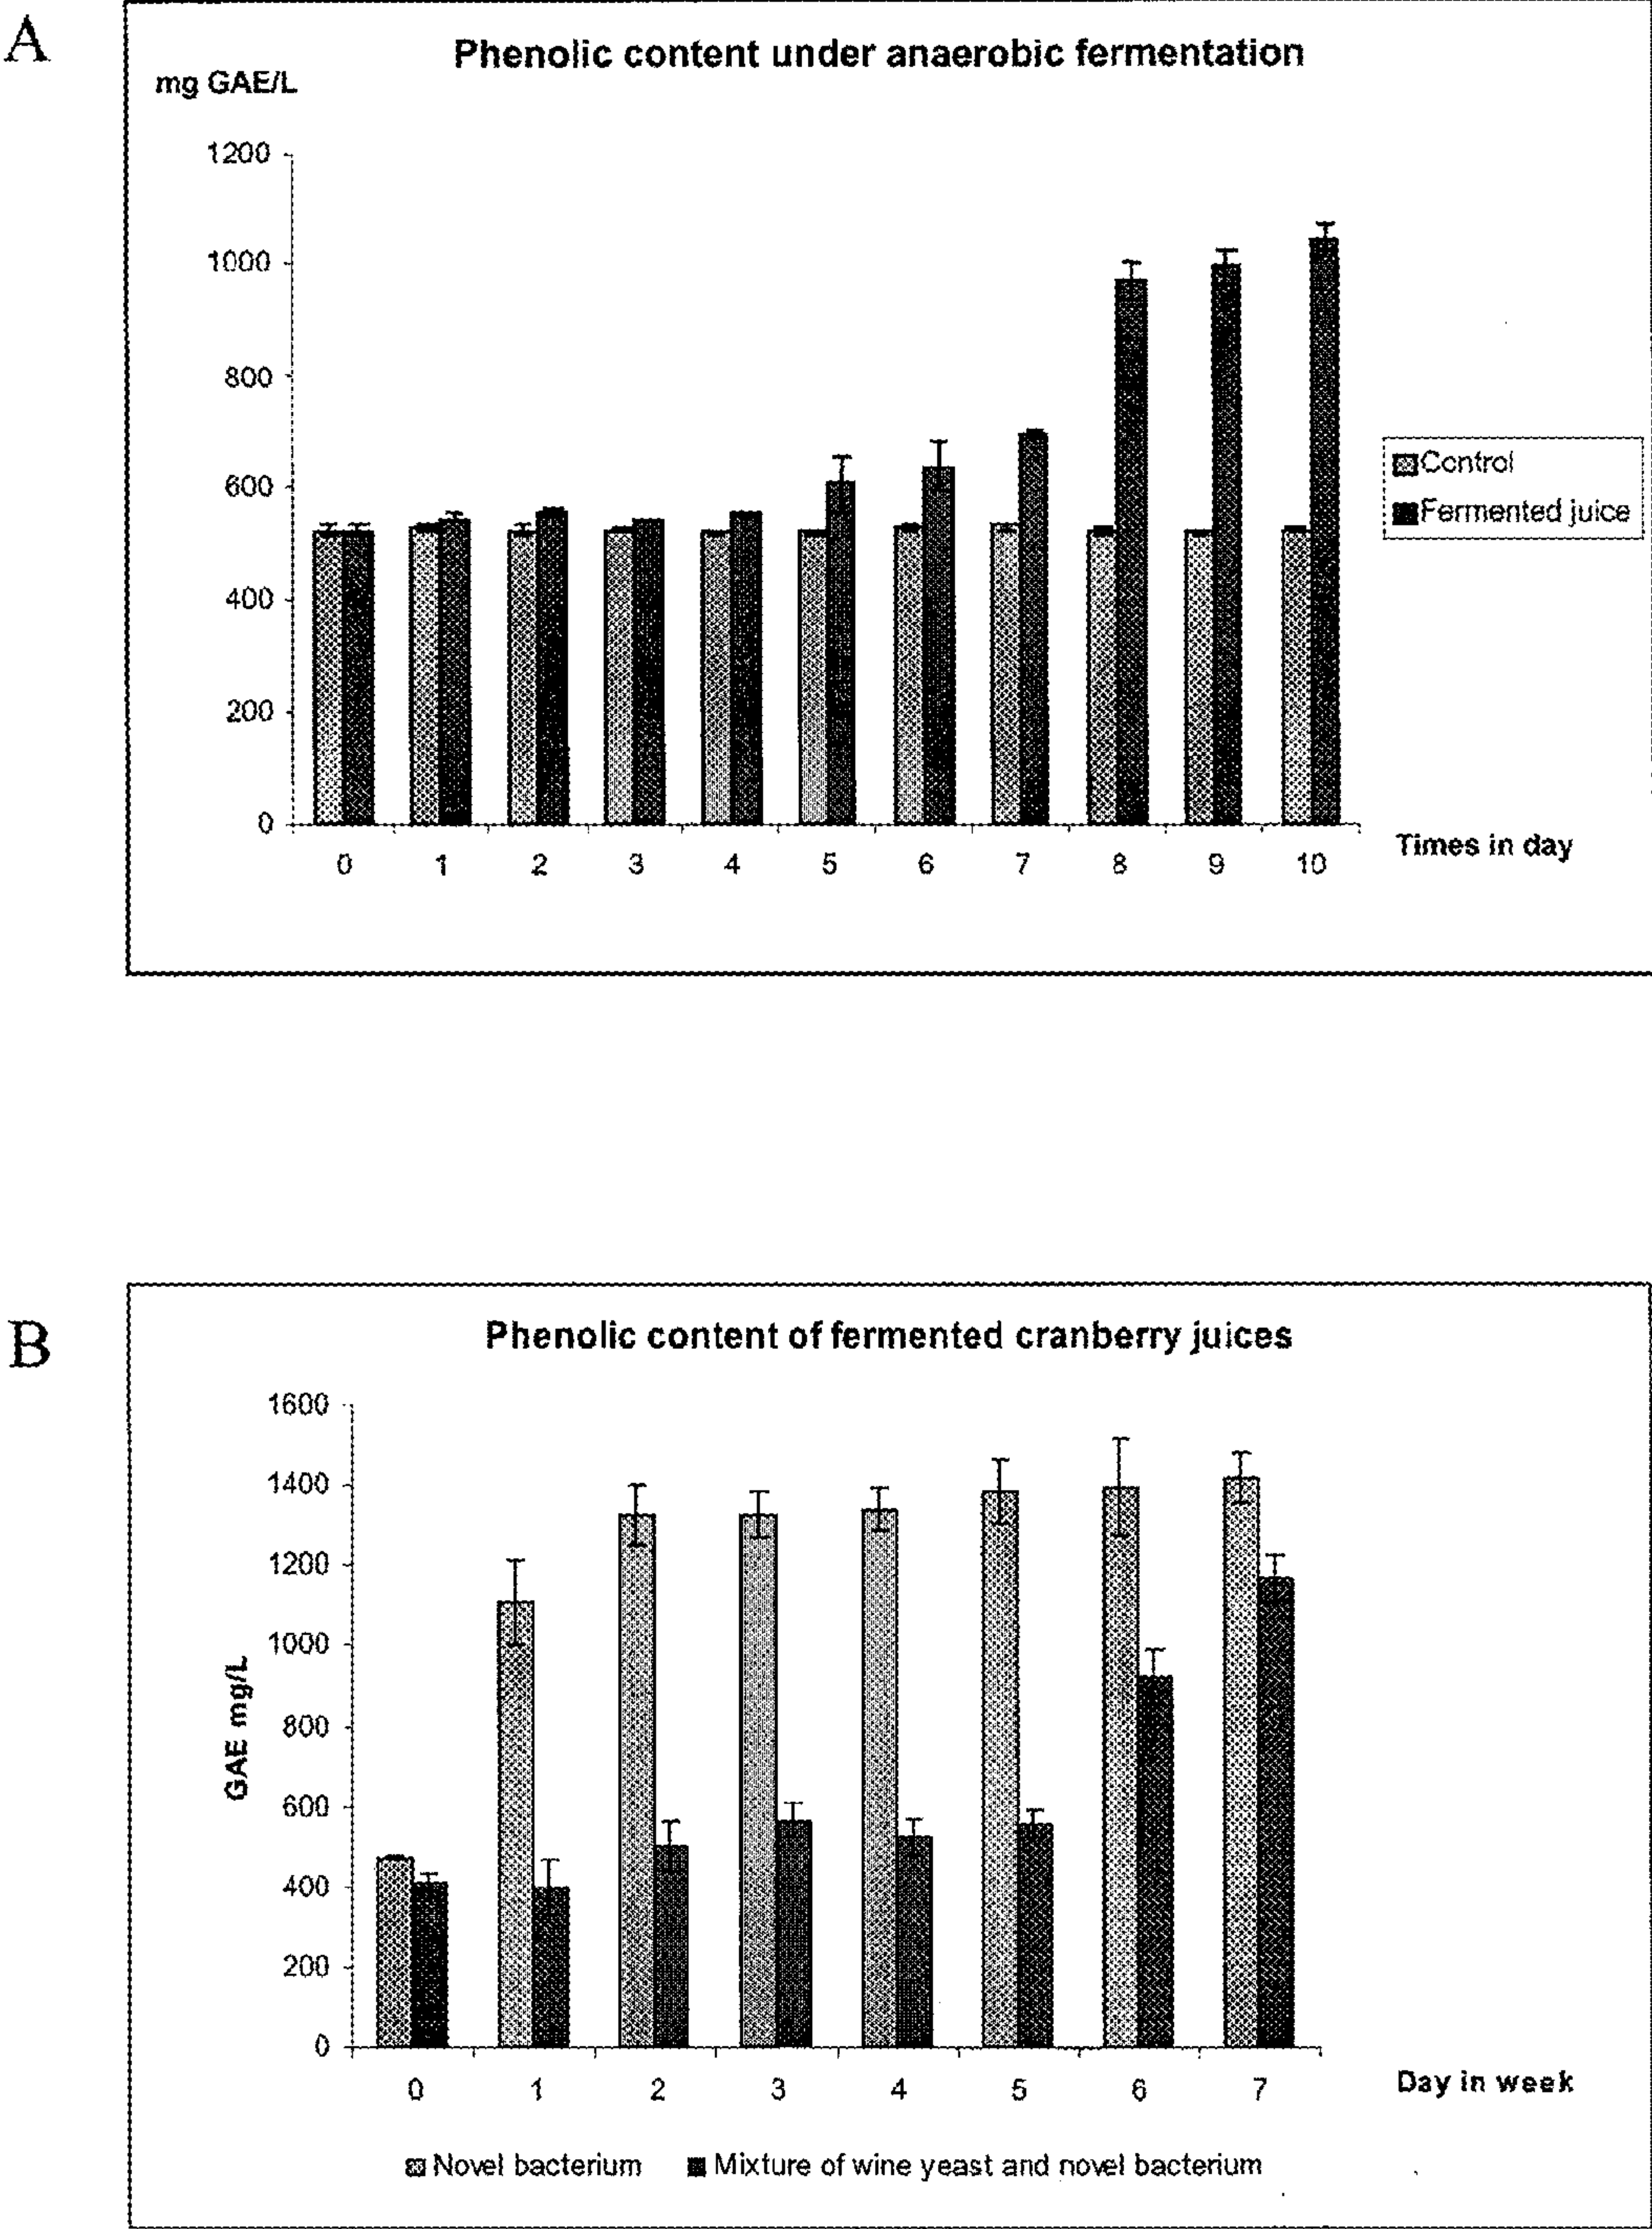 A
Phenolic content under anaerobic fermentation
mg GAE/L
1200
1000
800
600
400
200
0
0 1 2 3 4 5 6 7 8 9 10
Times in day
Control
Fermented juice
B
Phenolic content of fermented cranberry juices
GAE mg/L
1600
1400
1200
1000
800
600
400
200
0
0 1 2 3 4 5 6 7
Day in week
Novel bacterium Mixture of wine yeast and novel bacterium